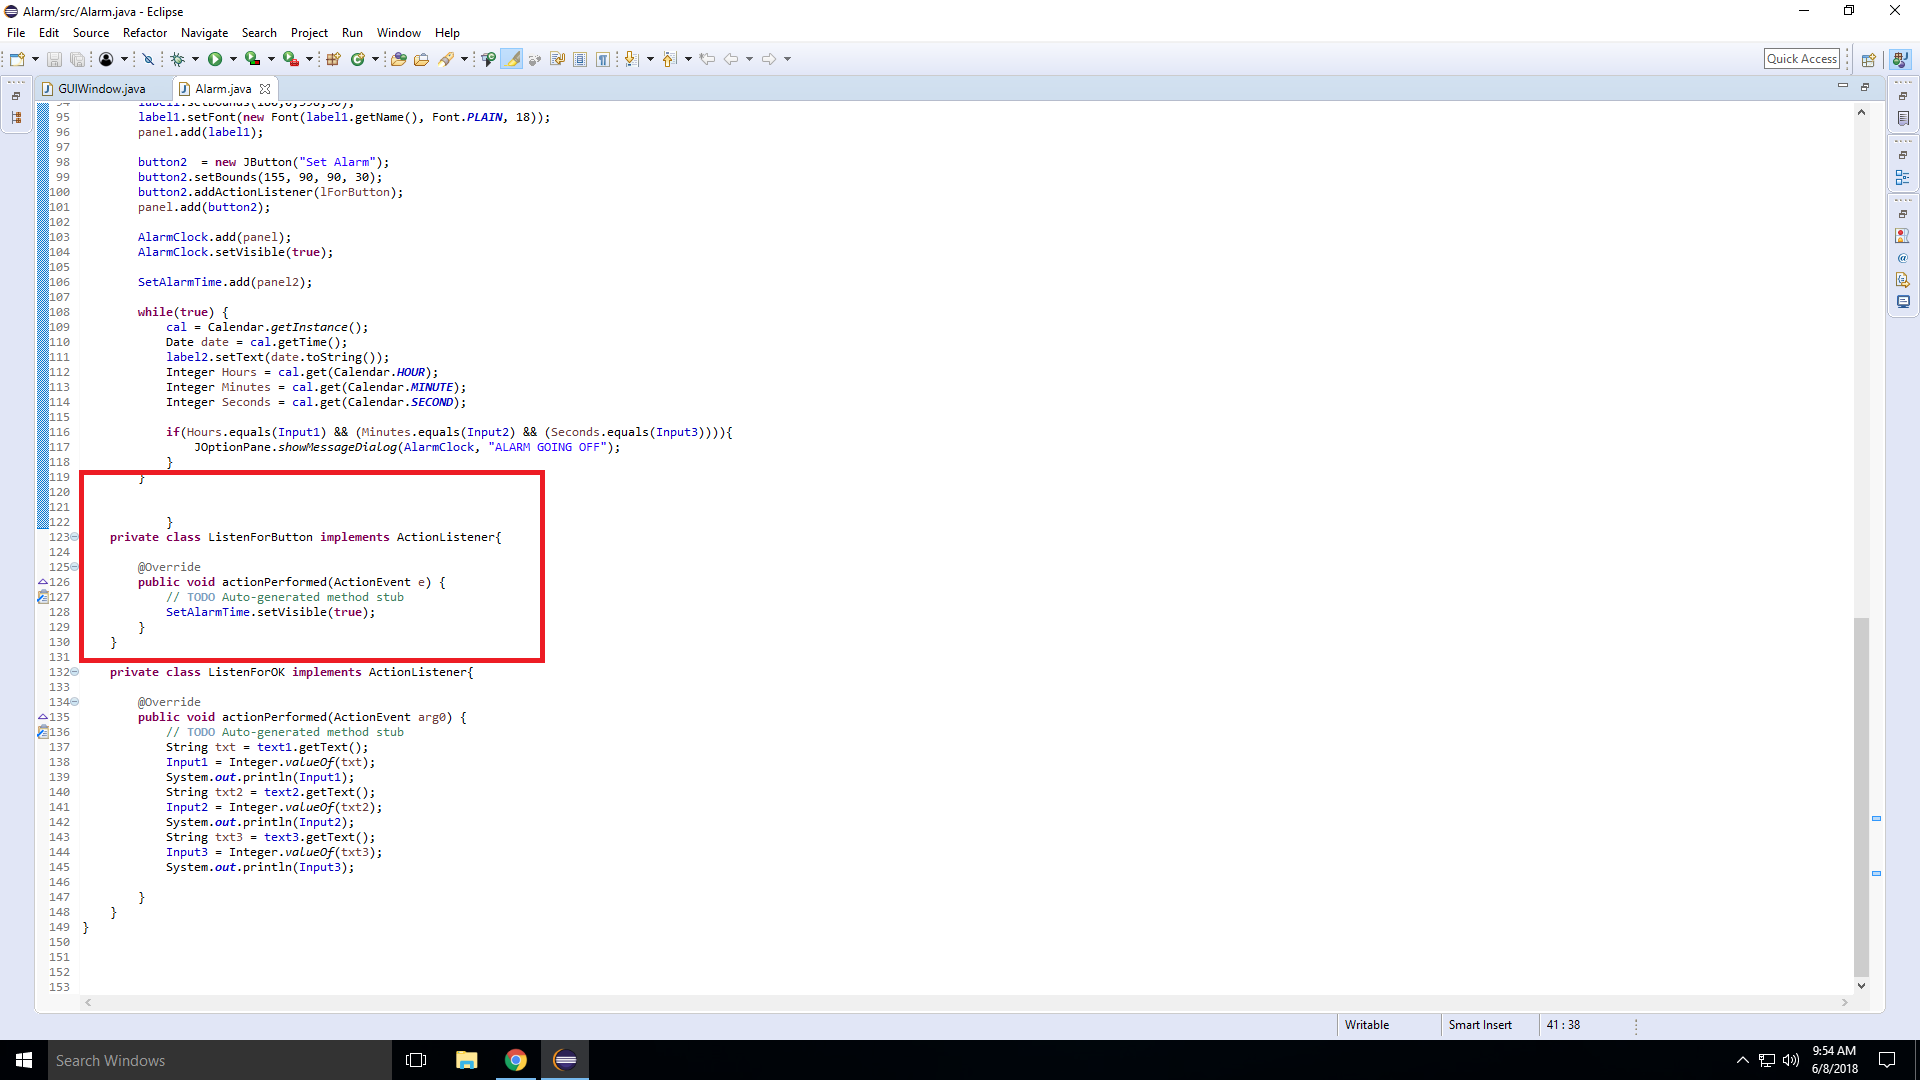 Alarm/src/Alarm.java - Eclipse
File Edit Source Refactor Navigate Search Project Run Window Help
Quick Access
GUIWindow.java Alarm.java
94 label1.setBounds(180,0,998,30);
95 label1.setFont(new Font(label1.getName(), Font.PLAIN, 18));
96 panel.add(label1);
97
98 button2  = new JButton("Set Alarm");
99 button2.setBounds(155, 90, 90, 30);
100 button2.addActionListener(lForButton);
101 panel.add(button2);
102
103 AlarmClock.add(panel);
104 AlarmClock.setVisible(true);
105
106 SetAlarmTime.add(panel2);
107
108 while(true) {
109 cal = Calendar.getInstance();
110 Date date = cal.getTime();
111 label2.setText(date.toString());
112 Integer Hours = cal.get(Calendar.HOUR);
113 Integer Minutes = cal.get(Calendar.MINUTE);
114 Integer Seconds = cal.get(Calendar.SECOND);
115
116 if(Hours.equals(Input1) && (Minutes.equals(Input2) && (Seconds.equals(Input3)))){
117 JOptionPane.showMessageDialog(AlarmClock, "ALARM GOING OFF");
118 }
119 }
120
121
122 }
123 private class ListenForButton implements ActionListener{
124
125 @Override
126 public void actionPerformed(ActionEvent e) {
127 // TODO Auto-generated method stub
128 SetAlarmTime.setVisible(true);
129 }
130 }
131
132 private class ListenForOK implements ActionListener{
133
134 @Override
135 public void actionPerformed(ActionEvent arg0) {
136 // TODO Auto-generated method stub
137 String txt = text1.getText();
138 Input1 = Integer.valueOf(txt);
139 System.out.println(Input1);
140 String txt2 = text2.getText();
141 Input2 = Integer.valueOf(txt2);
142 System.out.println(Input2);
143 String txt3 = text3.getText();
144 Input3 = Integer.valueOf(txt3);
145 System.out.println(Input3);
146
147 }
148 }
149 }
150
151
152
153
Writable Smart Insert 41 : 38
Search Windows
9:54 AM
6/8/2018